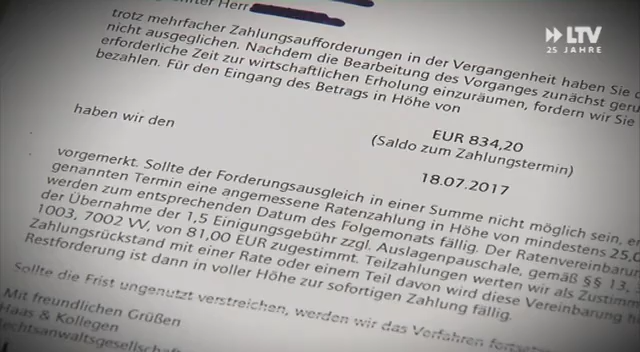 LTV
25 JAHRE
Herr
trotz mehrfacher Zahlungsaufforderungen in der Vergangenheit haben Sie
nicht ausgeglichen. Nachdem die Bearbeitung des Vorganges zunächst
erforderliche Zeit zur wirtschaftlichen Erholung einzuräumen, fordern wir Sie
bezahlen. Für den Eingang des Betrags in Höhe von
EUR 834,20
(Saldo zum Zahlungstermin)
haben wir den
18.07.2017
vorgemerkt. Sollte der Forderungsausgleich in einer Summe nicht möglich sein,
genannten Termin eine angemessene Ratenzahlung in Höhe von mindestens 25,0
werden zum entsprechenden Datum des Folgemonats fällig. Der Ratenvereinbarun
der Übernahme der 1,5 Einigungsgebühr zzgl. Auslagenpauschale, gemäß §§ 13,
1003, 7002 VV, von 81,00 EUR zugestimmt. Teilzahlungen werten wir als Zustimm
Zahlungsrückstand mit einer Rate oder einem Teil davon wird diese Vereinbarung
Restforderung ist dann in voller Höhe zur sofortigen Zahlung fällig.
Sollte die Frist ungenutzt verstreichen, werden wir das Verfahren
Mit freundlichen Grüßen
Haas & Kollegen
Rechtsanwaltsgesellschaf